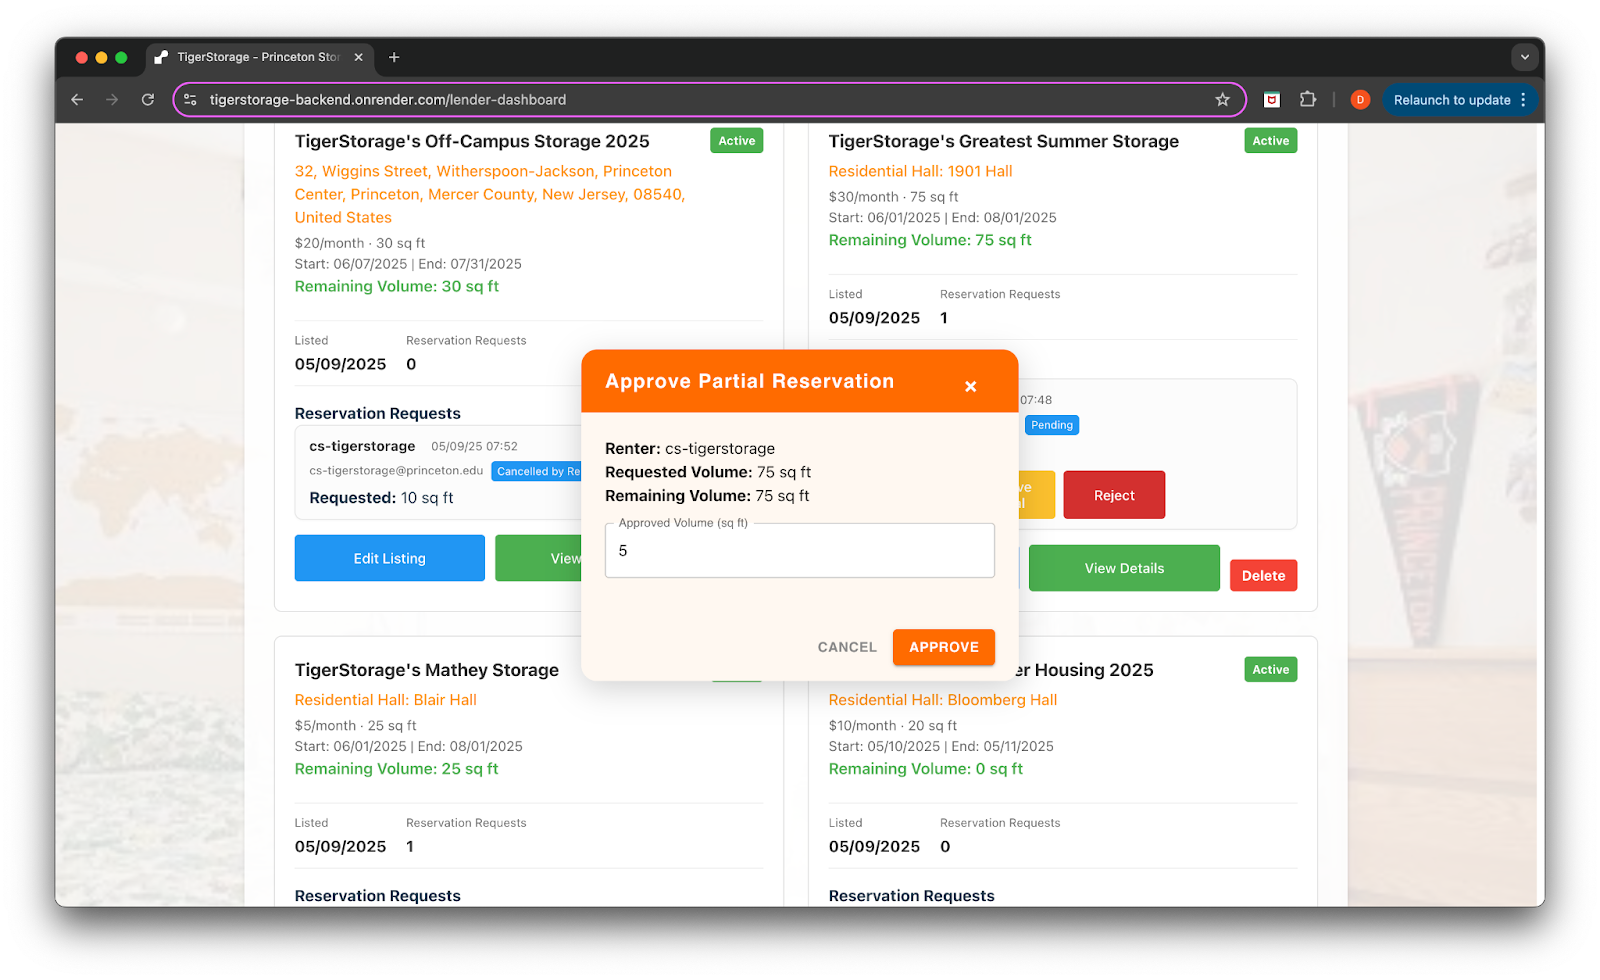 TigerStorage - Princeton Stor
tigerstorage-backend.onrender.com/lender-dashboard
D
Relaunch to update
TigerStorage's Off-Campus Storage 2025
Active
32, Wiggins Street, Witherspoon-Jackson, Princeton
Center, Princeton, Mercer County, New Jersey, 08540,
United States
$20/month · 30 sq ft
Start: 06/07/2025 | End: 07/31/2025
Remaining Volume: 30 sq ft
Listed
Reservation Requests
05/09/2025
0
Reservation Requests
cs-tigerstorage
05/09/25 07:52
cs-tigerstorage@princeton.edu
Cancelled by Re
Requested: 10 sq ft
Edit Listing
View
TigerStorage's Greatest Summer Storage
Active
Residential Hall: 1901 Hall
$30/month · 75 sq ft
Start: 06/01/2025 | End: 08/01/2025
Remaining Volume: 75 sq ft
Listed
Reservation Requests
05/09/2025
1
07:48
Pending
Reject
View Details
Delete
Approve Partial Reservation
Renter: cs-tigerstorage
Requested Volume: 75 sq ft
Remaining Volume: 75 sq ft
Approved Volume (sq ft)
5
CANCEL
APPROVE
TigerStorage's Mathey Storage
Residential Hall: Blair Hall
$5/month · 25 sq ft
Start: 06/01/2025 | End: 08/01/2025
Remaining Volume: 25 sq ft
Listed
Reservation Requests
05/09/2025
1
Reservation Requests
er Housing 2025
Active
Residential Hall: Bloomberg Hall
$10/month · 20 sq ft
Start: 05/10/2025 | End: 05/11/2025
Remaining Volume: 0 sq ft
Listed
Reservation Requests
05/09/2025
0
Reservation Requests
PRINCETON